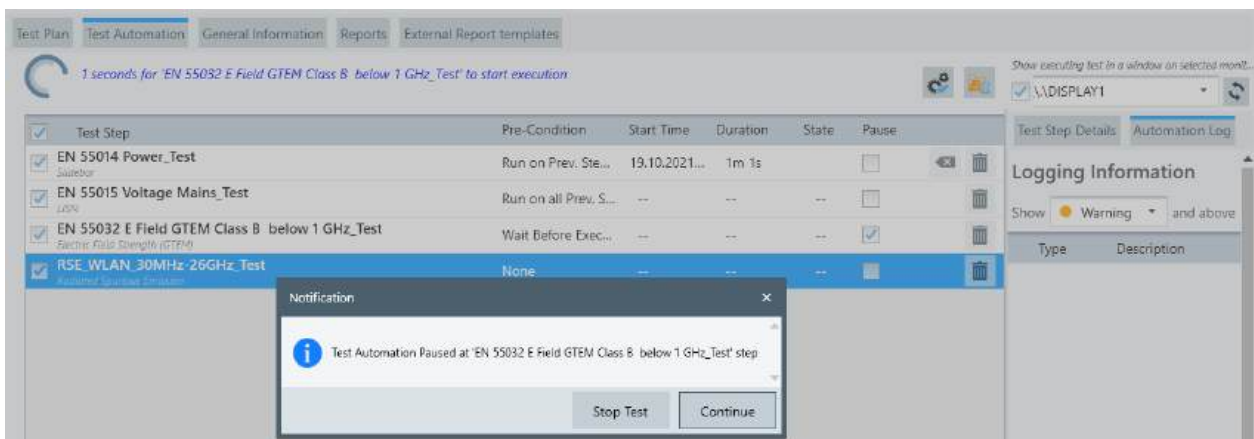 Test Plan Test Automation General Information Reports External Report templates
1 seconds for 'EN 55032 E Field GTEM Class B below 1 GHz_Test' to start execution
Show executing test in a window on selected monit...
\\.\DISPLAY1
Test Step Pre-Condition Start Time Duration State Pause
Test Step Details Automation Log
EN 55014 Power_Test Run on Prev. Ste... 19.10.2021... 1m 1s
Slidebar
Logging Information
EN 55015 Voltage Mains_Test Run on all Prev. S... -- -- --
LISN
Show Warning and above
EN 55032 E Field GTEM Class B below 1 GHz_Test Wait Before Exec... -- -- --
Electric Field Strength (GTEM)
Type Description
RSE_WLAN_30MHz-26GHz_Test None -- -- --
Radiated Spurious Emission
Notification
Test Automation Paused at 'EN 55032 E Field GTEM Class B below 1 GHz_Test' step
Stop Test Continue